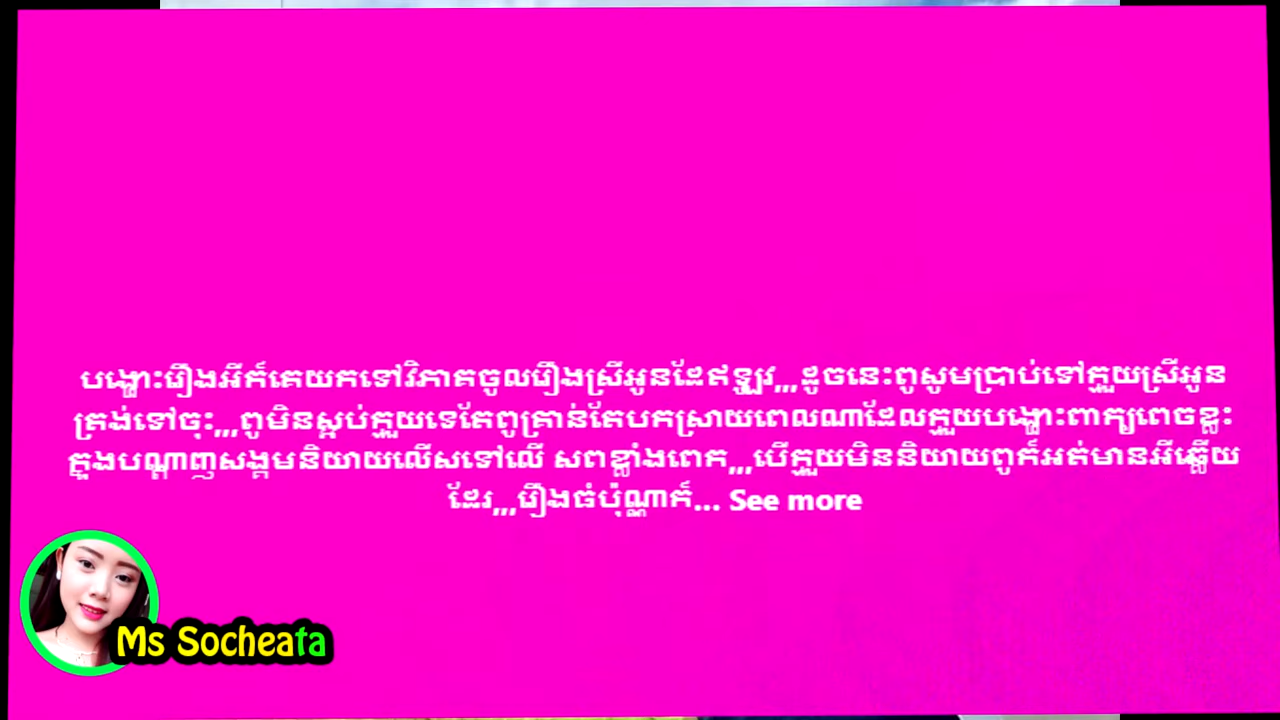 បង្ហោះរឿងអីក៏គេយកទៅវិភាគចូលរឿងស្រីអូនដែឥឡូវ,,,ដូចនេះពូសូមប្រាប់ទៅក្មួយស្រីអូន
ត្រង់ទៅចុះ,,,ពូមិនស្អប់ក្មួយទេតែពូគ្រាន់តែបកស្រាយពេលណាដែលក្មួយបង្ហោះពាក្យពេចខ្លះ
ក្នុងបណ្តាញសង្គមនិយាយលើសទៅលើ សពខ្លាំងពេក,,,បើក្មួយមិននិយាយពូក៏អត់មានអីឆ្លើយ
ដែរ,,,រឿងធំប៉ុណ្ណាក៏... See more
Ms Socheata